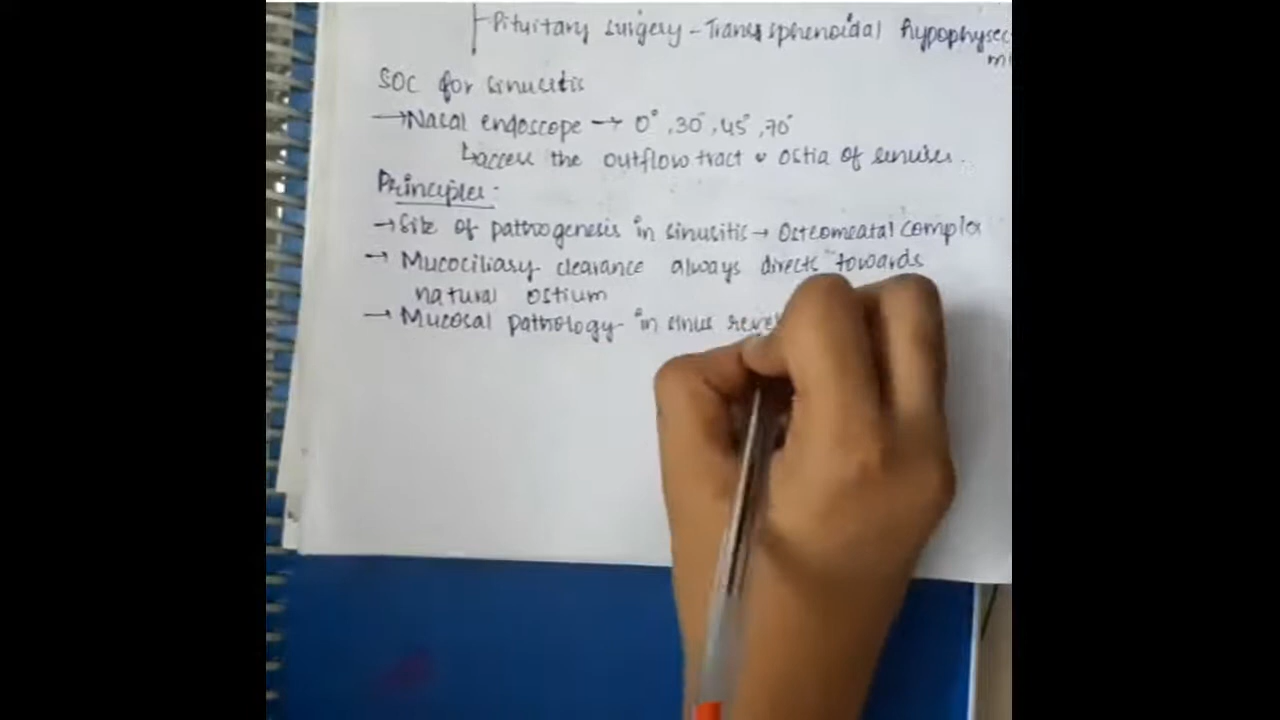 Pituitary surgery - Trans sphenoidal hypophysec
SOC for sinusitis
→ Nasal endoscope → 0°, 30°, 45°, 70°
↳ access the outflow tract & ostia of sinuses.
Principles:
→ Site of pathogenesis in sinusitis → Osteomeatal complex
→ Mucociliary clearance always directs towards
natural ostium
→ Mucosal pathology in sinus